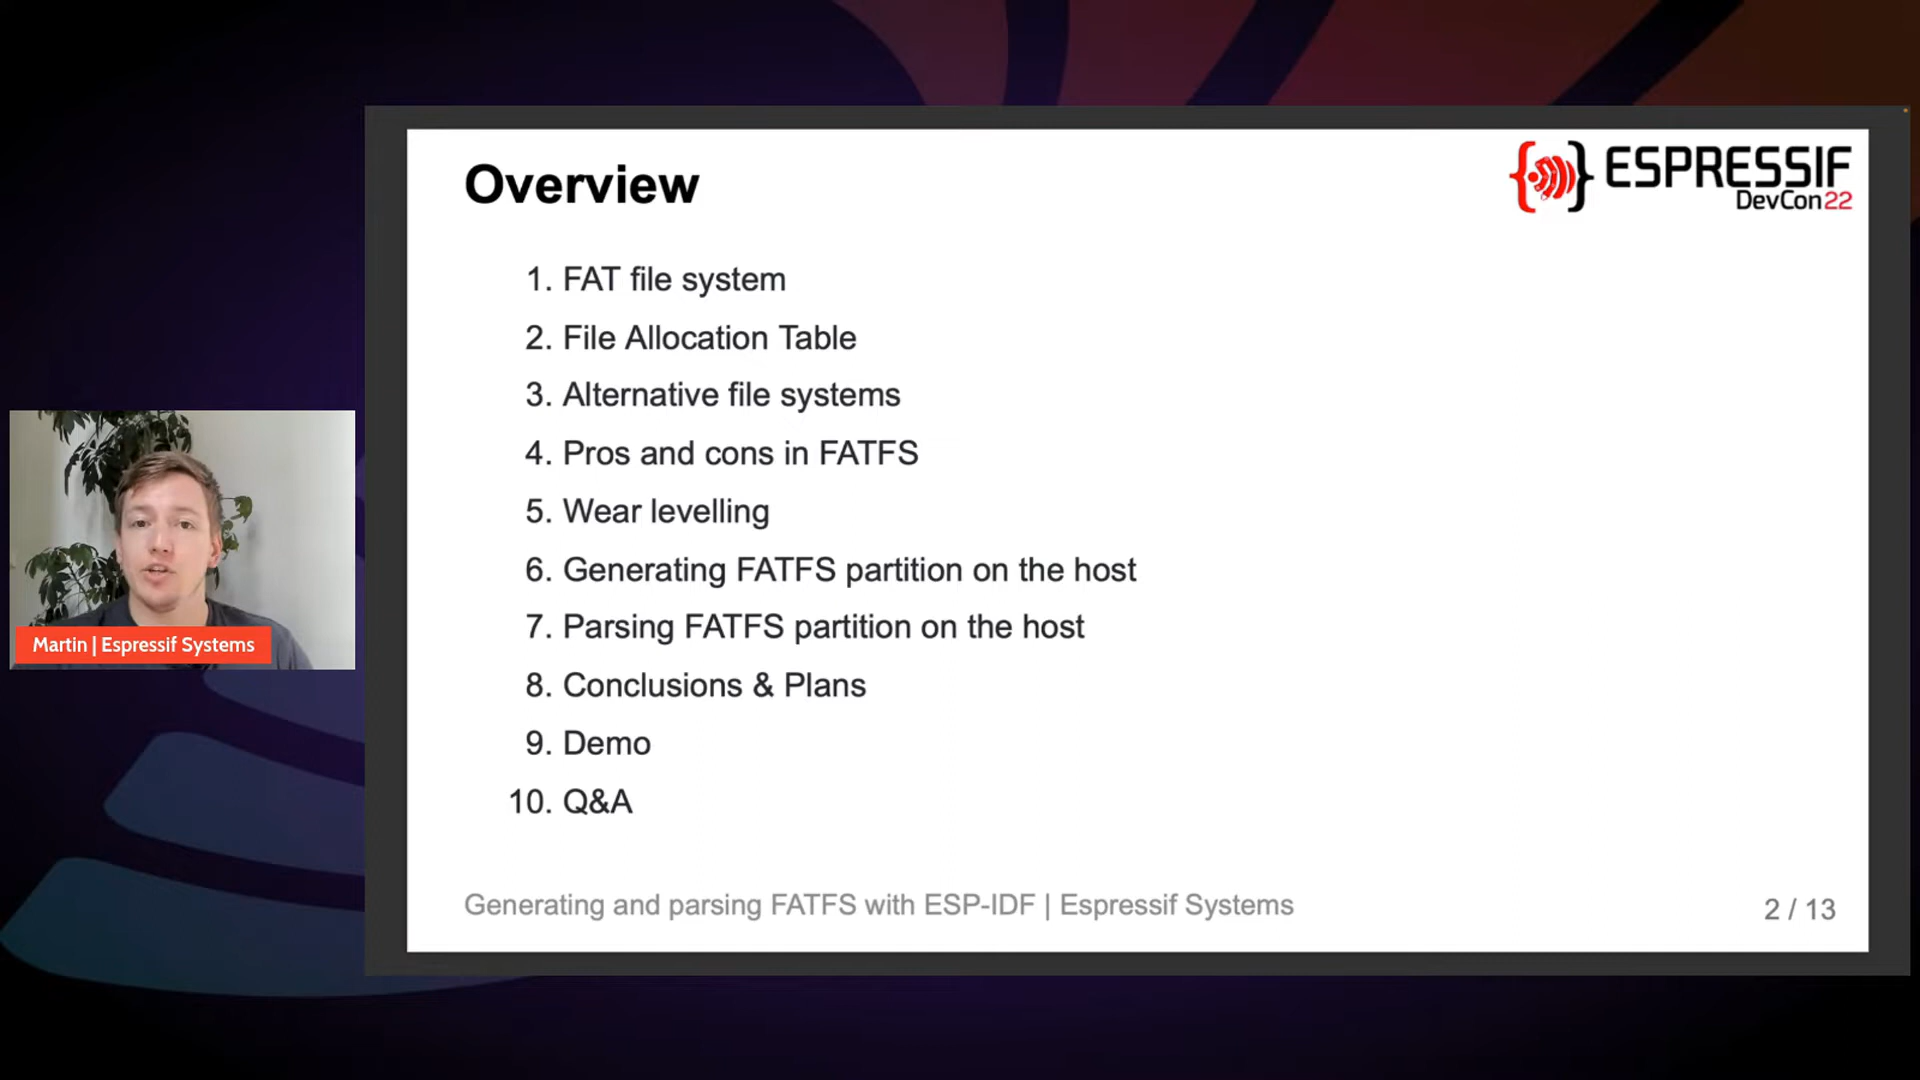 Overview
ESPRESSIF
DevCon22
1. FAT file system
2. File Allocation Table
3. Alternative file systems
4. Pros and cons in FATFS
5. Wear levelling
6. Generating FATFS partition on the host
7. Parsing FATFS partition on the host
8. Conclusions & Plans
9. Demo
10. Q&A
Martin | Espressif Systems
Generating and parsing FATFS with ESP-IDF | Espressif Systems
2 / 13